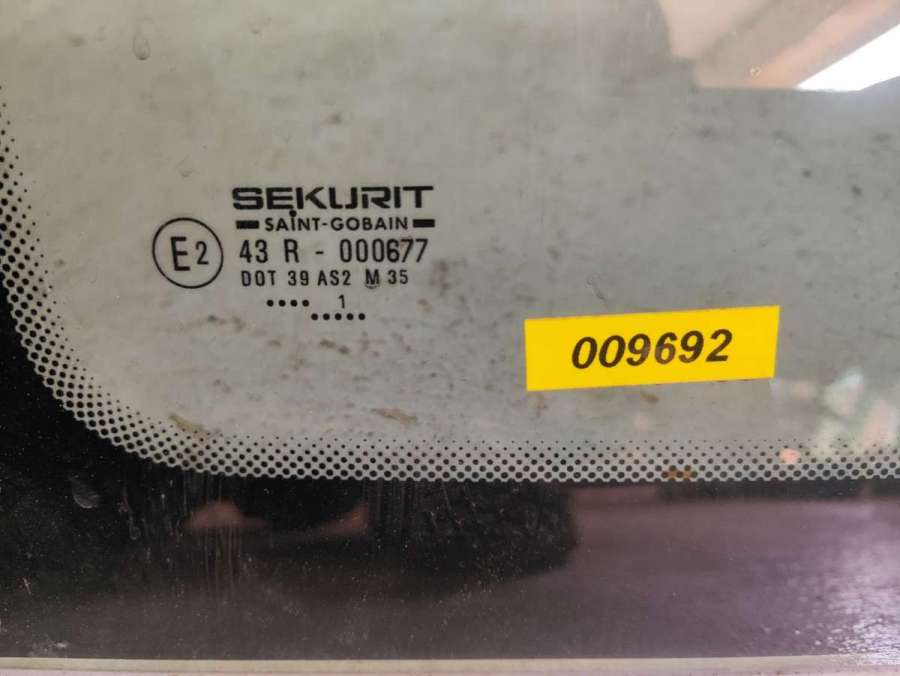 SEKURIT
SAINT-GOBAIN
E2
43 R - 000677
DOT 39 AS2 M 35
.... 1
.....
009692